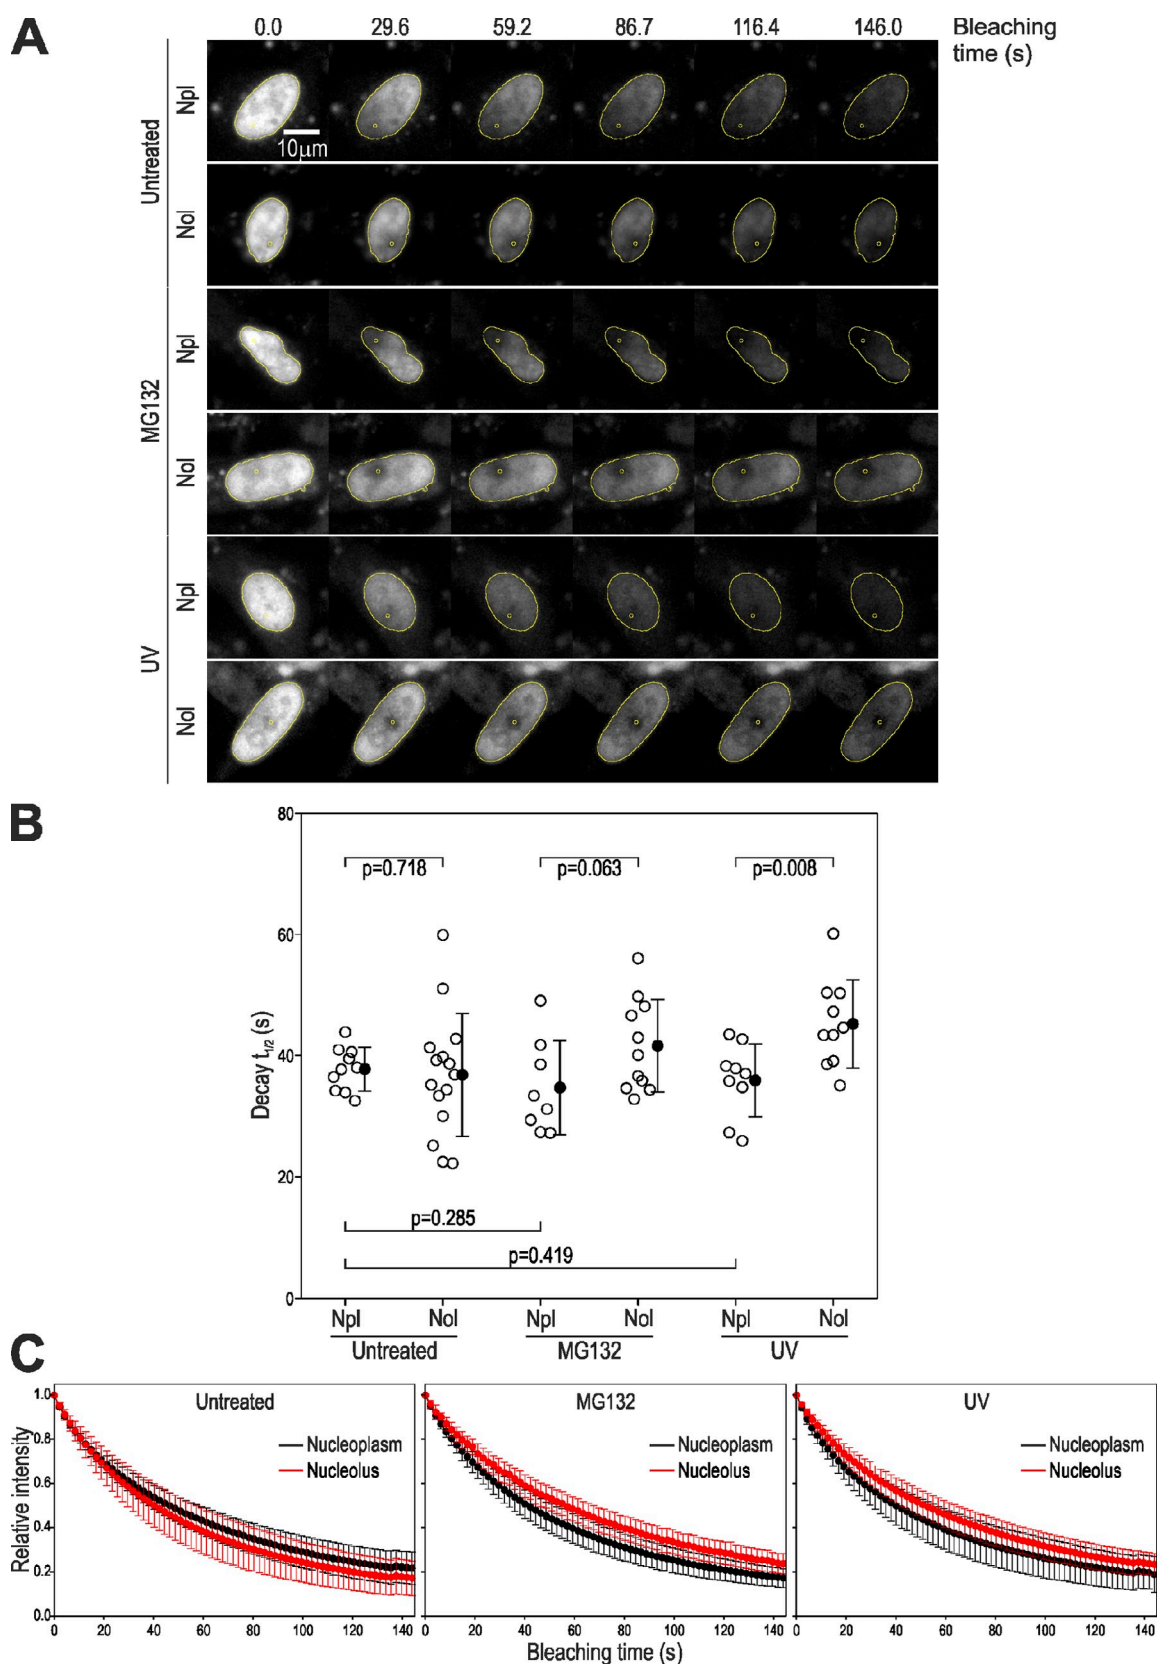 A
0.0 29.6 59.2 86.7 116.4 146.0 Bleaching
time (s)
Untreated
Npl
10μm
Nol
MG132
Npl
Nol
UV
Npl
Nol
B
Decay t1/2 (s)
80
60
40
20
0
p=0.718 p=0.063 p=0.008
p=0.285
p=0.419
Npl Nol Npl Nol Npl Nol
Untreated MG132 UV
C
Relative intensity
1.0
0.8
0.6
0.4
0.2
0.0
Untreated
Nucleoplasm
Nucleolus
MG132
Nucleoplasm
Nucleolus
UV
Nucleoplasm
Nucleolus
0 20 40 60 80 100 120 140 0 20 40 60 80 100 120 140 0 20 40 60 80 100 120 140
Bleaching time (s)